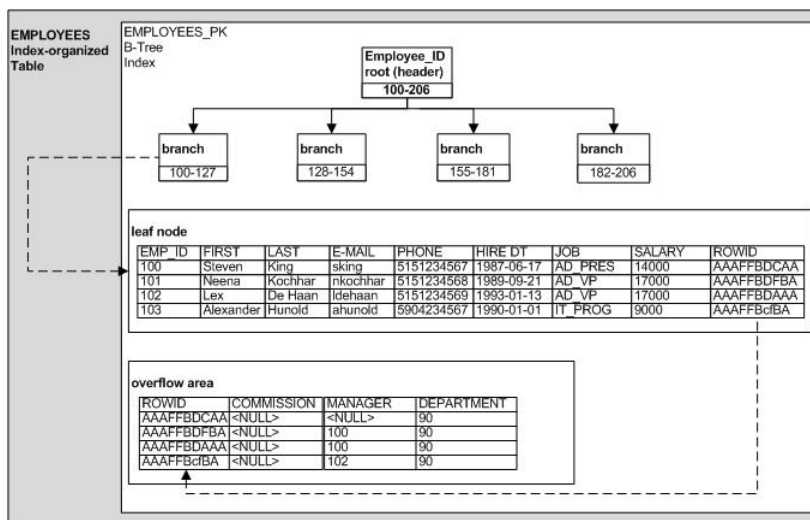 EMPLOYEES
Index-organized
Table
EMPLOYEES_PK
B-Tree
Index
Employee_ID
root (header)
100-206
branch
100-127
branch
128-154
branch
155-181
branch
182-206
leaf node
EMP_ID FIRST LAST E-MAIL PHONE HIRE DT JOB SALARY ROWID
100 Steven King sking 5151234567 1987-06-17 AD_PRES 14000 AAAFFBDCAA
101 Neena Kochhar nkochhar 5151234568 1989-09-21 AD_VP 17000 AAAFFBDFBA
102 Lex De Haan ldehaan 5151234569 1993-01-13 AD_VP 17000 AAAFFBDAAA
103 Alexander Hunold ahunold 5904234567 1990-01-01 IT_PROG 9000 AAAFFBcfBA
overflow area
ROWID COMMISSION MANAGER DEPARTMENT
AAAFFBDCAA <NULL> <NULL> 90
AAAFFBDFBA <NULL> 100 90
AAAFFBDAAA <NULL> 100 90
AAAFFBcfBA <NULL> 102 90